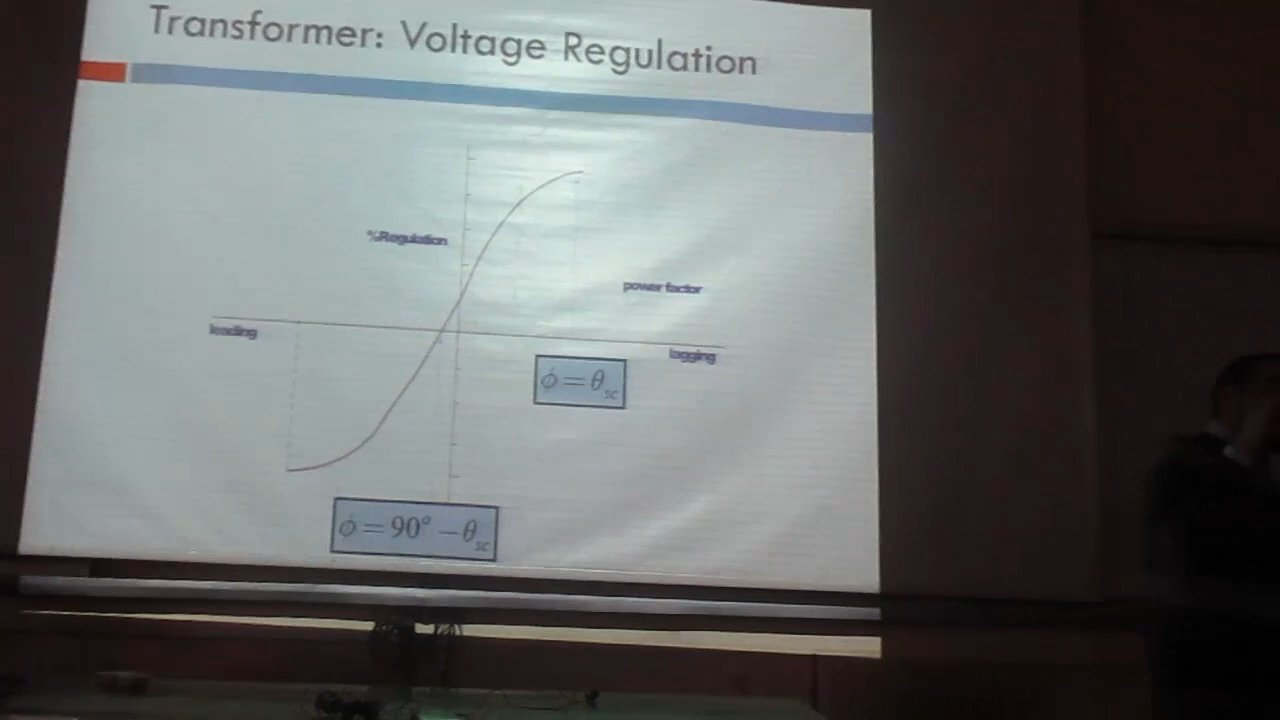 Transformer: Voltage Regulation
%Regulation
power factor
leading
lagging
ϕ = θsc
ϕ = 90° − θsc